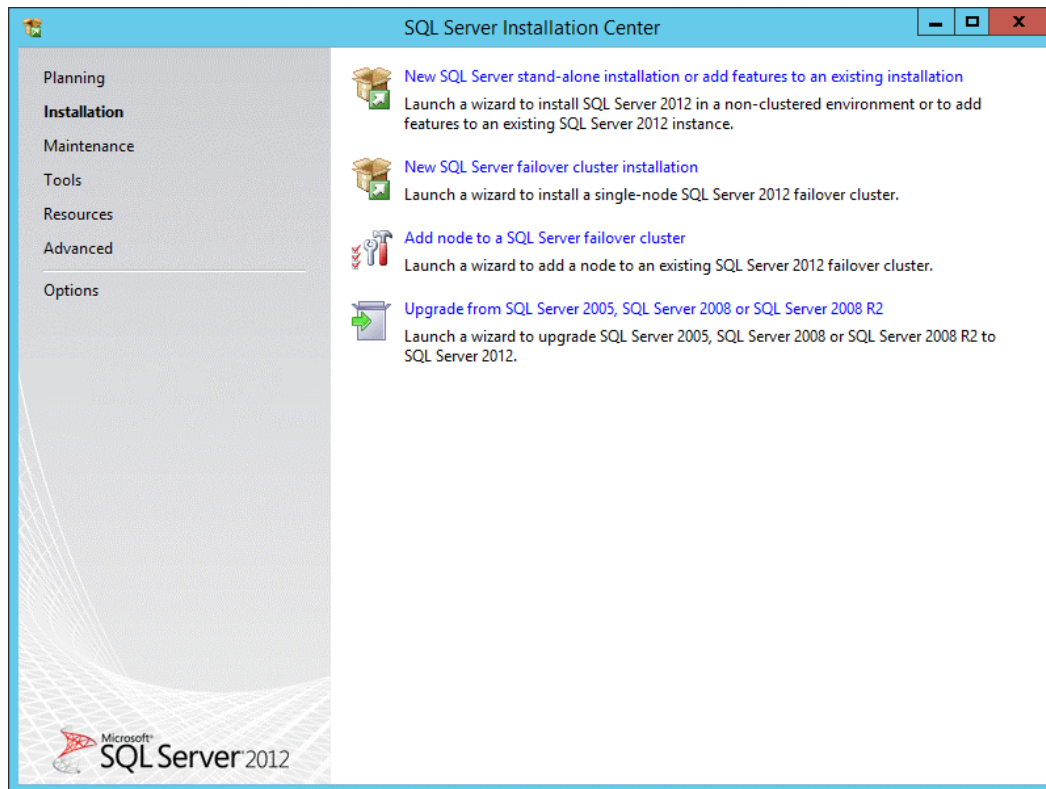 SQL Server Installation Center
Planning
Installation
Maintenance
Tools
Resources
Advanced
Options
New SQL Server stand-alone installation or add features to an existing installation
Launch a wizard to install SQL Server 2012 in a non-clustered environment or to add
features to an existing SQL Server 2012 instance.
New SQL Server failover cluster installation
Launch a wizard to install a single-node SQL Server 2012 failover cluster.
Add node to a SQL Server failover cluster
Launch a wizard to add a node to an existing SQL Server 2012 failover cluster.
Upgrade from SQL Server 2005, SQL Server 2008 or SQL Server 2008 R2
Launch a wizard to upgrade SQL Server 2005, SQL Server 2008 or SQL Server 2008 R2 to
SQL Server 2012.
Microsoft
SQL Server 2012